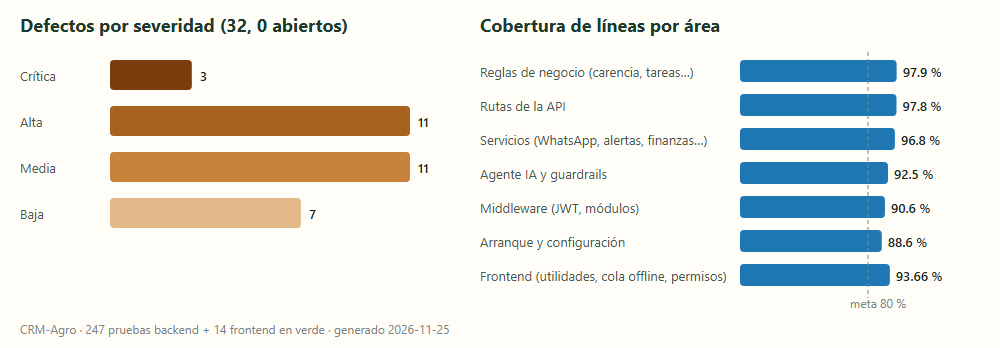 Defectos por severidad (32, 0 abiertos)
Crítica 3
Alta 11
Media 11
Baja 7
Cobertura de líneas por área
Reglas de negocio (carencia, tareas...) 97.9 %
Rutas de la API 97.8 %
Servicios (WhatsApp, alertas, finanzas...) 96.8 %
Agente IA y guardrails 92.5 %
Middleware (JWT, módulos) 90.6 %
Arranque y configuración 88.6 %
Frontend (utilidades, cola offline, permisos) 93.66 %
meta 80 %
CRM-Agro · 247 pruebas backend + 14 frontend en verde · generado 2026-11-25